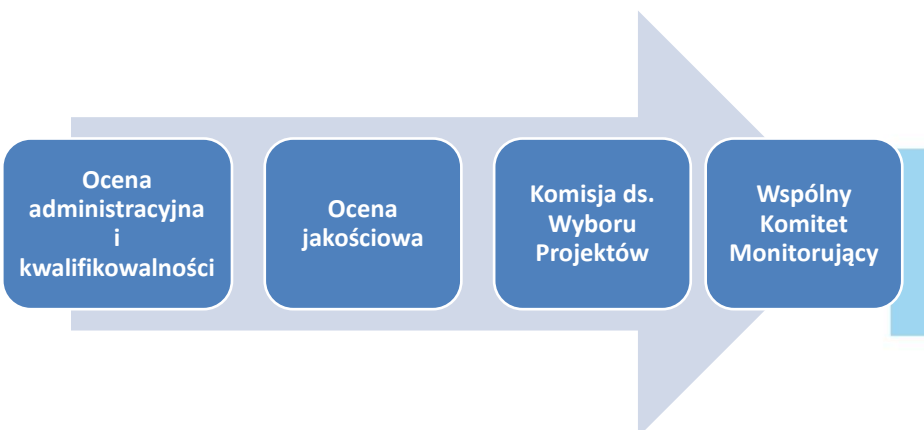 Ocena
administracyjna
i
kwalifikowalności
Ocena
jakościowa
Komisja ds.
Wyboru
Projektów
Wspólny
Komitet
Monitorujący